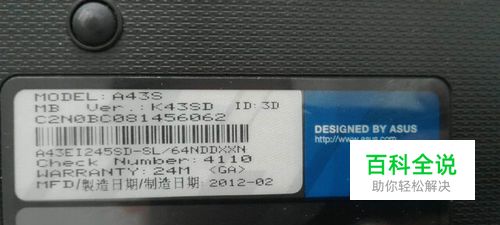 MODEL: A43S
MB Ver.: K43SD ID: 3D
C2N0BC081456062
A43EI245SD-SL/64NDDXXN
Check Number: 4110
WARRANTY: 24M <GA>
MFD/製造日期/制造日期: 2012-02
DESIGNED BY ASUS
http://www.asus.com
百科全说
助你轻松解决